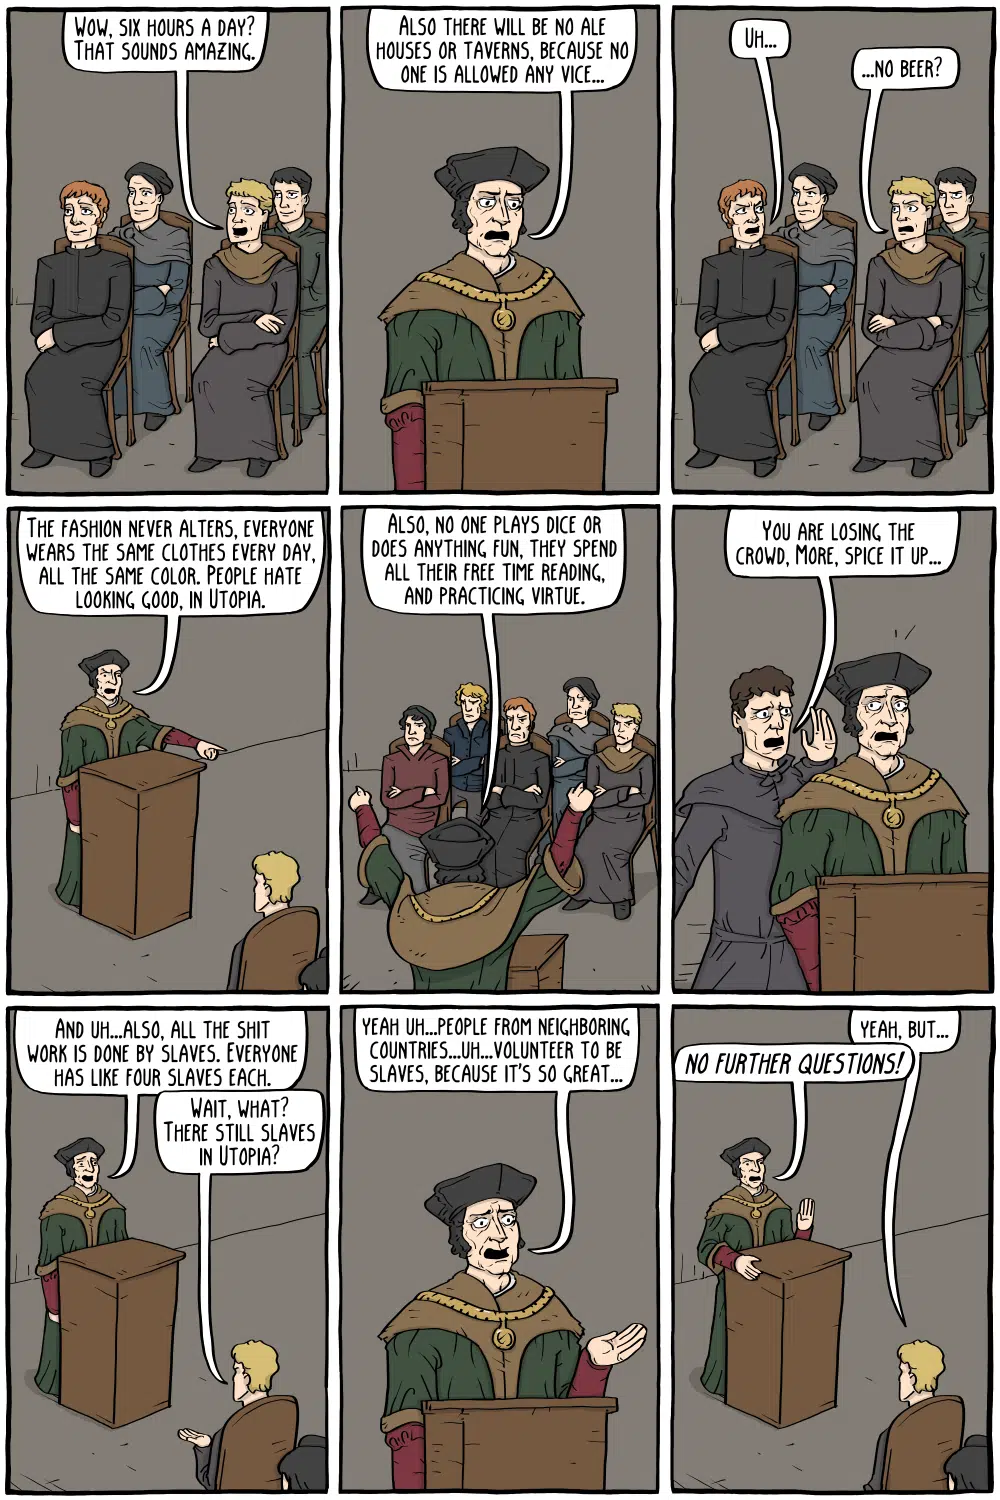 WOW, SIX HOURS A DAY?
THAT SOUNDS AMAZING.
ALSO THERE WILL BE NO ALE
HOUSES OR TAVERNS, BECAUSE NO
ONE IS ALLOWED ANY VICE...
UH...
...NO BEER?
THE FASHION NEVER ALTERS, EVERYONE
WEARS THE SAME CLOTHES EVERY DAY,
ALL THE SAME COLOR. PEOPLE HATE
LOOKING GOOD, IN UTOPIA.
ALSO, NO ONE PLAYS DICE OR
DOES ANYTHING FUN, THEY SPEND
ALL THEIR FREE TIME READING,
AND PRACTICING VIRTUE.
YOU ARE LOSING THE
CROWD, MORE, SPICE IT UP...
AND UH...ALSO, ALL THE SHIT
WORK IS DONE BY SLAVES. EVERYONE
HAS LIKE FOUR SLAVES EACH.
WAIT, WHAT?
THERE STILL SLAVES
IN UTOPIA?
YEAH UH...PEOPLE FROM NEIGHBORING
COUNTRIES...UH...VOLUNTEER TO BE
SLAVES, BECAUSE IT'S SO GREAT...
YEAH, BUT...
NO FURTHER QUESTIONS!